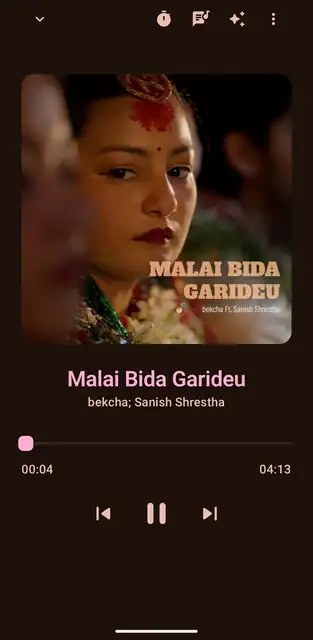 MALAI BIDA
GARIDEU
bekcha Ft. Sanish Shrestha
Malai Bida Garideu
bekcha; Sanish Shrestha
00:04
04:13